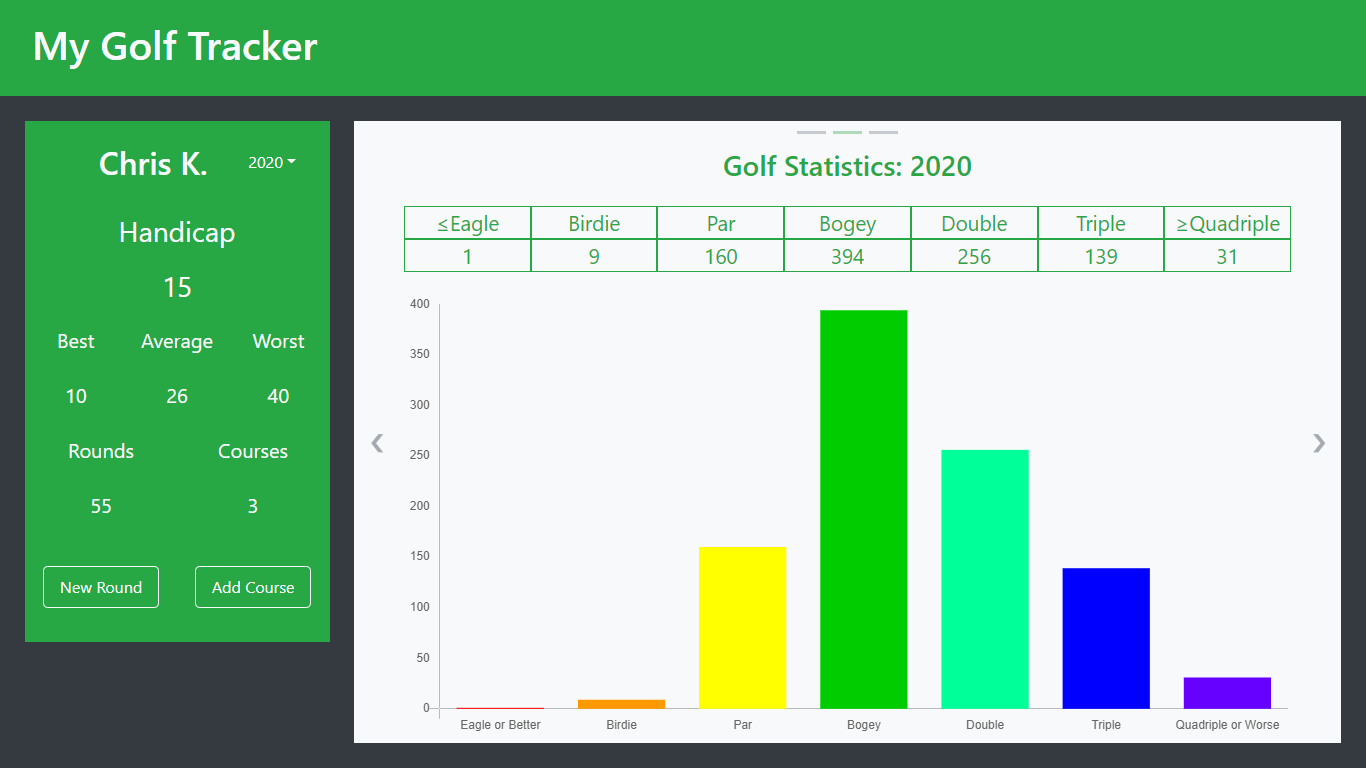 My Golf Tracker
Chris K.
2020
Handicap
15
Best Average Worst
10 26 40
Rounds Courses
55 3
New Round Add Course
Golf Statistics: 2020
≤Eagle Birdie Par Bogey Double Triple ≥Quadriple
1 9 160 394 256 139 31
400
350
300
250
200
150
100
50
0
Eagle or Better Birdie Par Bogey Double Triple Quadriple or Worse